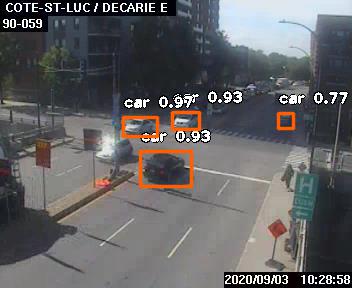 COTE-ST-LUC / DECARIE E
90-059
car 0.97
car 0.93
car 0.77
car 0.93
H
2020/09/03 10:28:58